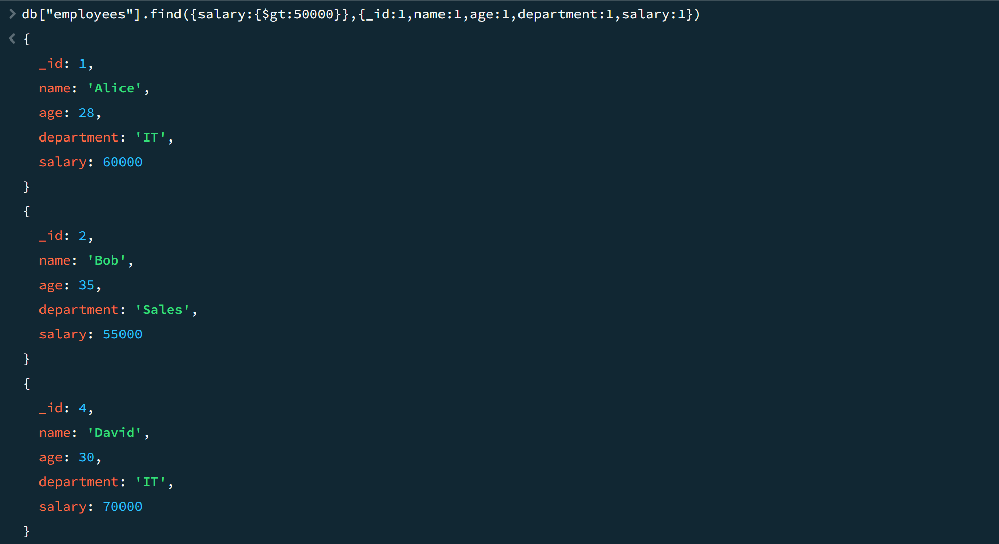 db["employees"].find({salary:{$gt:50000}},{_id:1,name:1,age:1,department:1,salary:1})
{
_id: 1,
name: 'Alice',
age: 28,
department: 'IT',
salary: 60000
}
{
_id: 2,
name: 'Bob',
age: 35,
department: 'Sales',
salary: 55000
}
{
_id: 4,
name: 'David',
age: 30,
department: 'IT',
salary: 70000
}